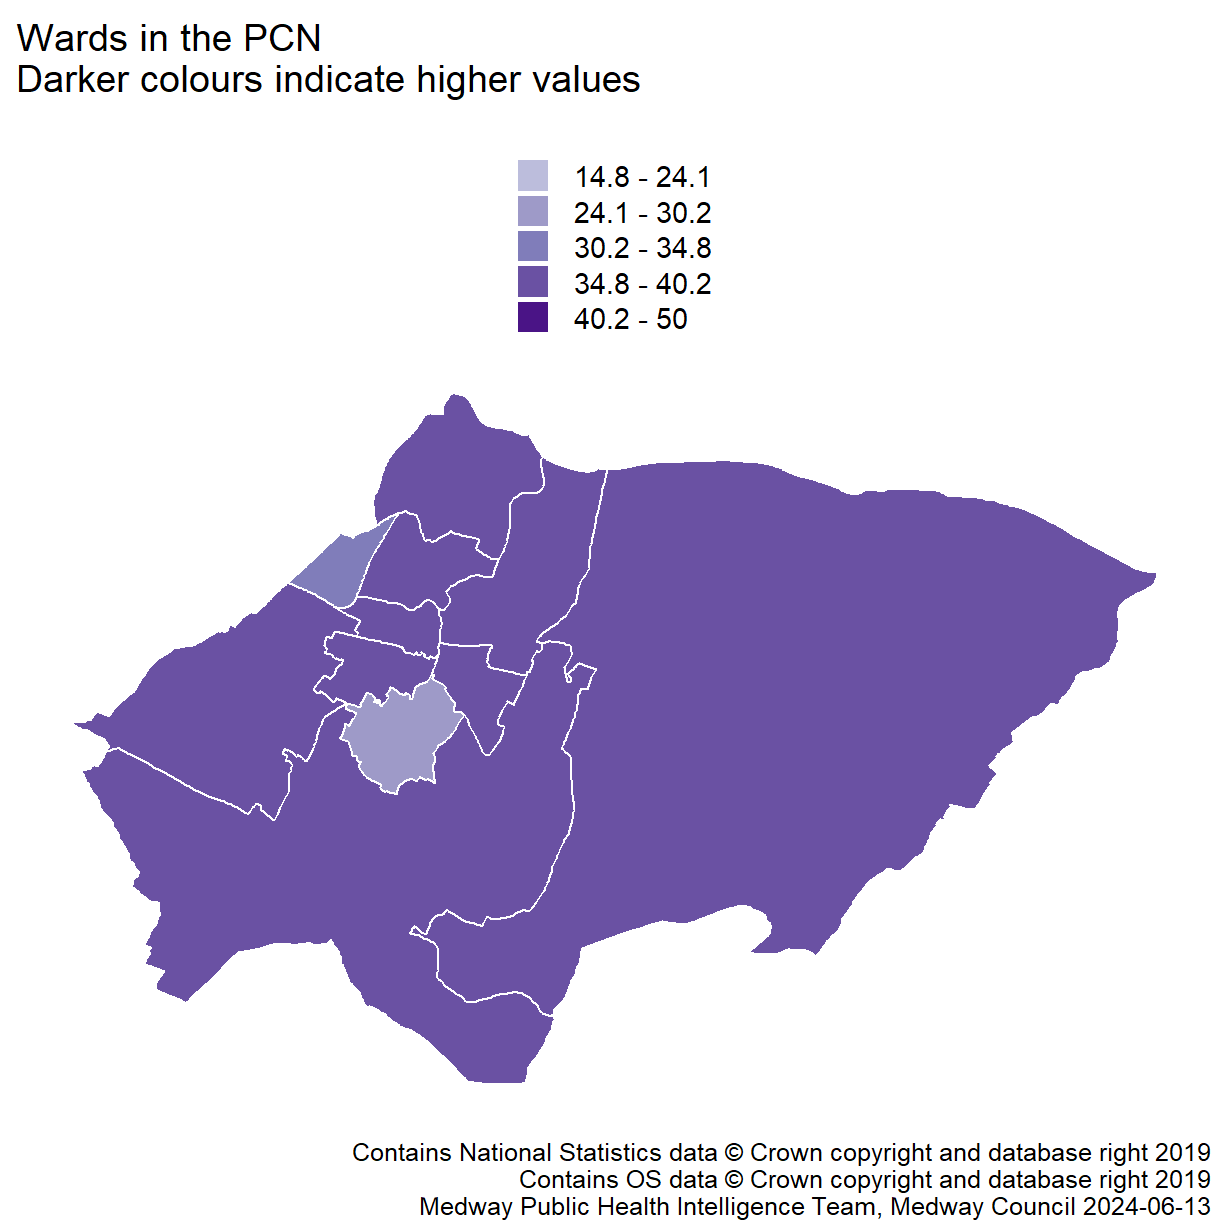 Wards in the PCN
Darker colours indicate higher values
14.8 - 24.1
24.1 - 30.2
30.2 - 34.8
34.8 - 40.2
40.2 - 50
Contains National Statistics data © Crown copyright and database right 2019
Contains OS data © Crown copyright and database right 2019
Medway Public Health Intelligence Team, Medway Council 2024-06-13